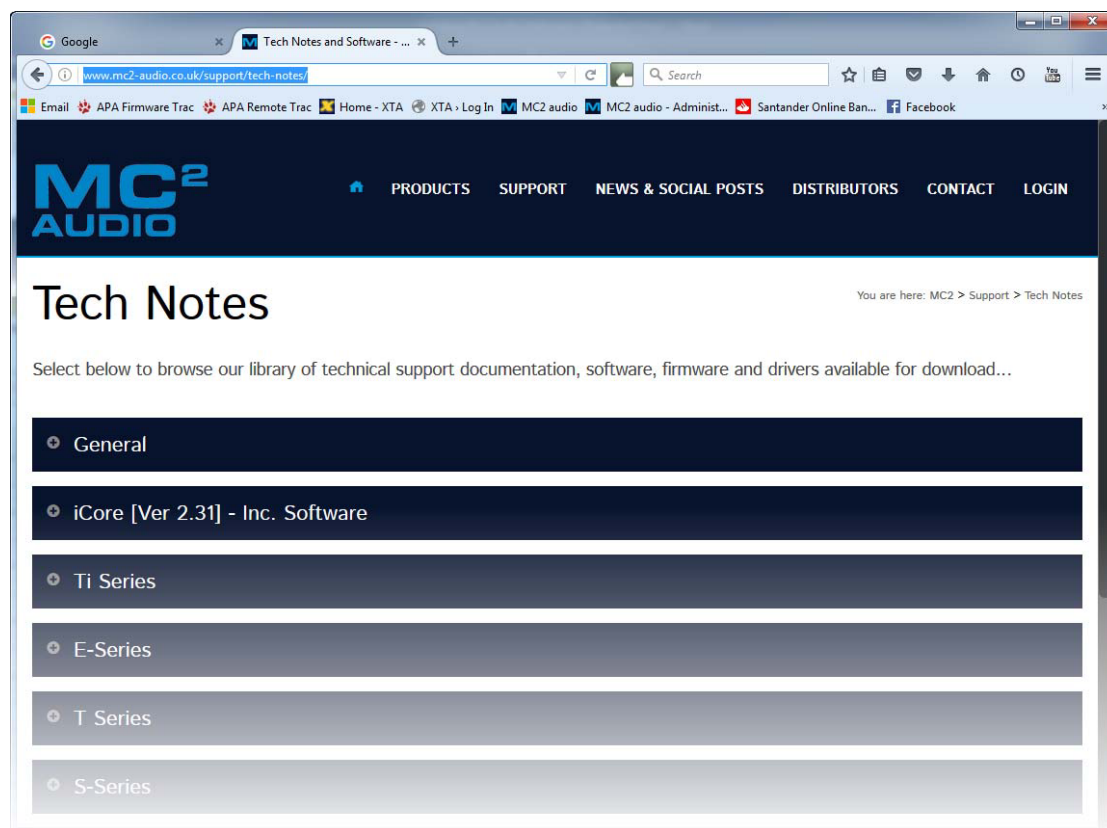 Google
Tech Notes and Software - ...
www.mc2-audio.co.uk/support/tech-notes/
Search
You
Tube
Email APA Firmware Trac APA Remote Trac Home - XTA XTA › Log In MC2 audio MC2 audio - Administ... Santander Online Ban... Facebook
MC2
AUDIO
PRODUCTS SUPPORT NEWS & SOCIAL POSTS DISTRIBUTORS CONTACT LOGIN
Tech Notes
You are here: MC2 > Support > Tech Notes
Select below to browse our library of technical support documentation, software, firmware and drivers available for download...
General
iCore [Ver 2.31] - Inc. Software
Ti Series
E-Series
T Series
S-Series